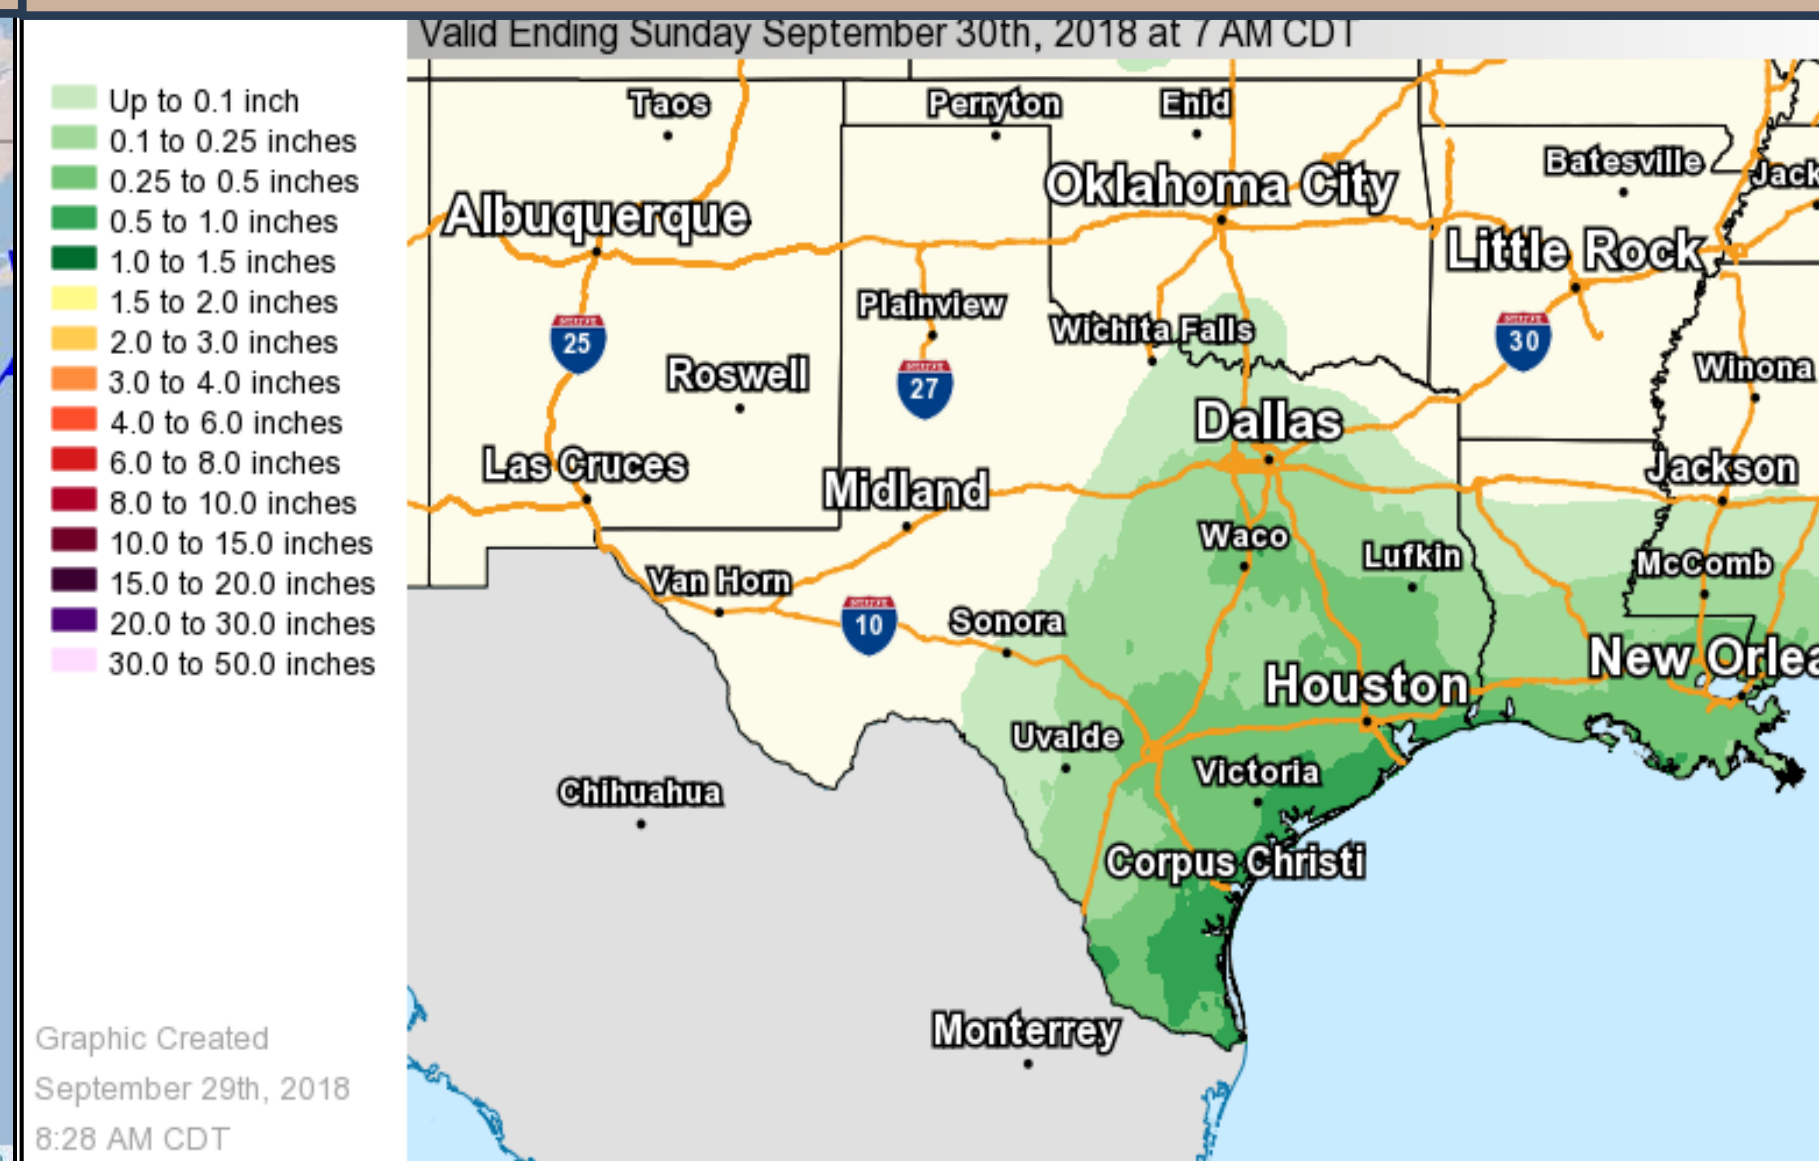 Valid Ending Sunday September 30th, 2018 at 7 AM CDT
Up to 0.1 inch
0.1 to 0.25 inches
0.25 to 0.5 inches
0.5 to 1.0 inches
1.0 to 1.5 inches
1.5 to 2.0 inches
2.0 to 3.0 inches
3.0 to 4.0 inches
4.0 to 6.0 inches
6.0 to 8.0 inches
8.0 to 10.0 inches
10.0 to 15.0 inches
15.0 to 20.0 inches
20.0 to 30.0 inches
30.0 to 50.0 inches
Graphic Created
September 29th, 2018
8:28 AM CDT
Taos
Perryton
Enid
Batesville
Jack
Oklahoma City
Albuquerque
Little Rock
Plainview
Wichita Falls
25
30
Roswell
27
Winona
Dallas
Las Cruces
Midland
Jackson
Waco
Lufkin
McComb
Van Horn
10
Sonora
New Orlea
Houston
Uvalde
Victoria
Chihuahua
Corpus Christi
Monterrey